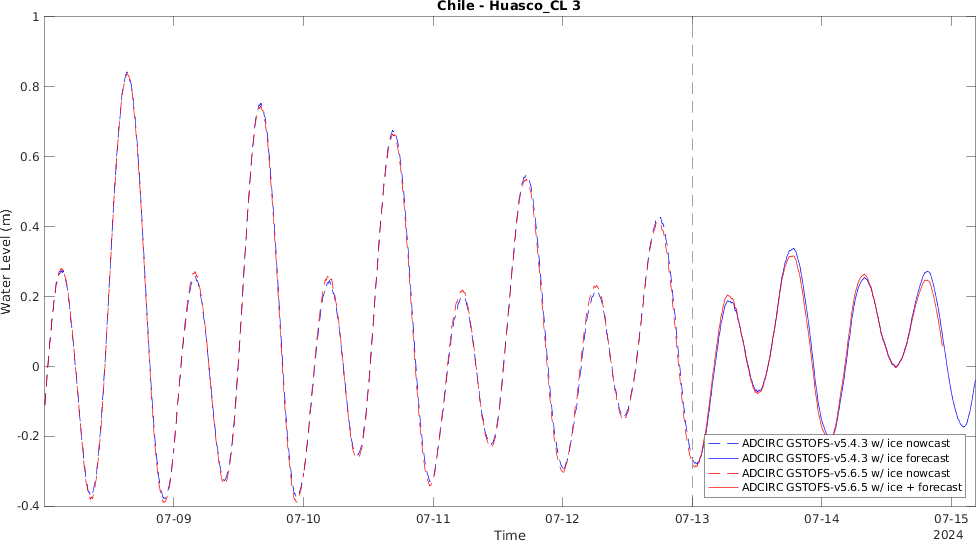 Chile - Huasco_CL 3
Water Level (m)
1
0.8
0.6
0.4
0.2
0
-0.2
-0.4
ADCIRC GSTOFS-v5.4.3 w/ ice nowcast
ADCIRC GSTOFS-v5.4.3 w/ ice forecast
ADCIRC GSTOFS-v5.6.5 w/ ice nowcast
ADCIRC GSTOFS-v5.6.5 w/ ice + forecast
07-09 07-10 07-11 07-12 07-13 07-14 07-15
Time
2024